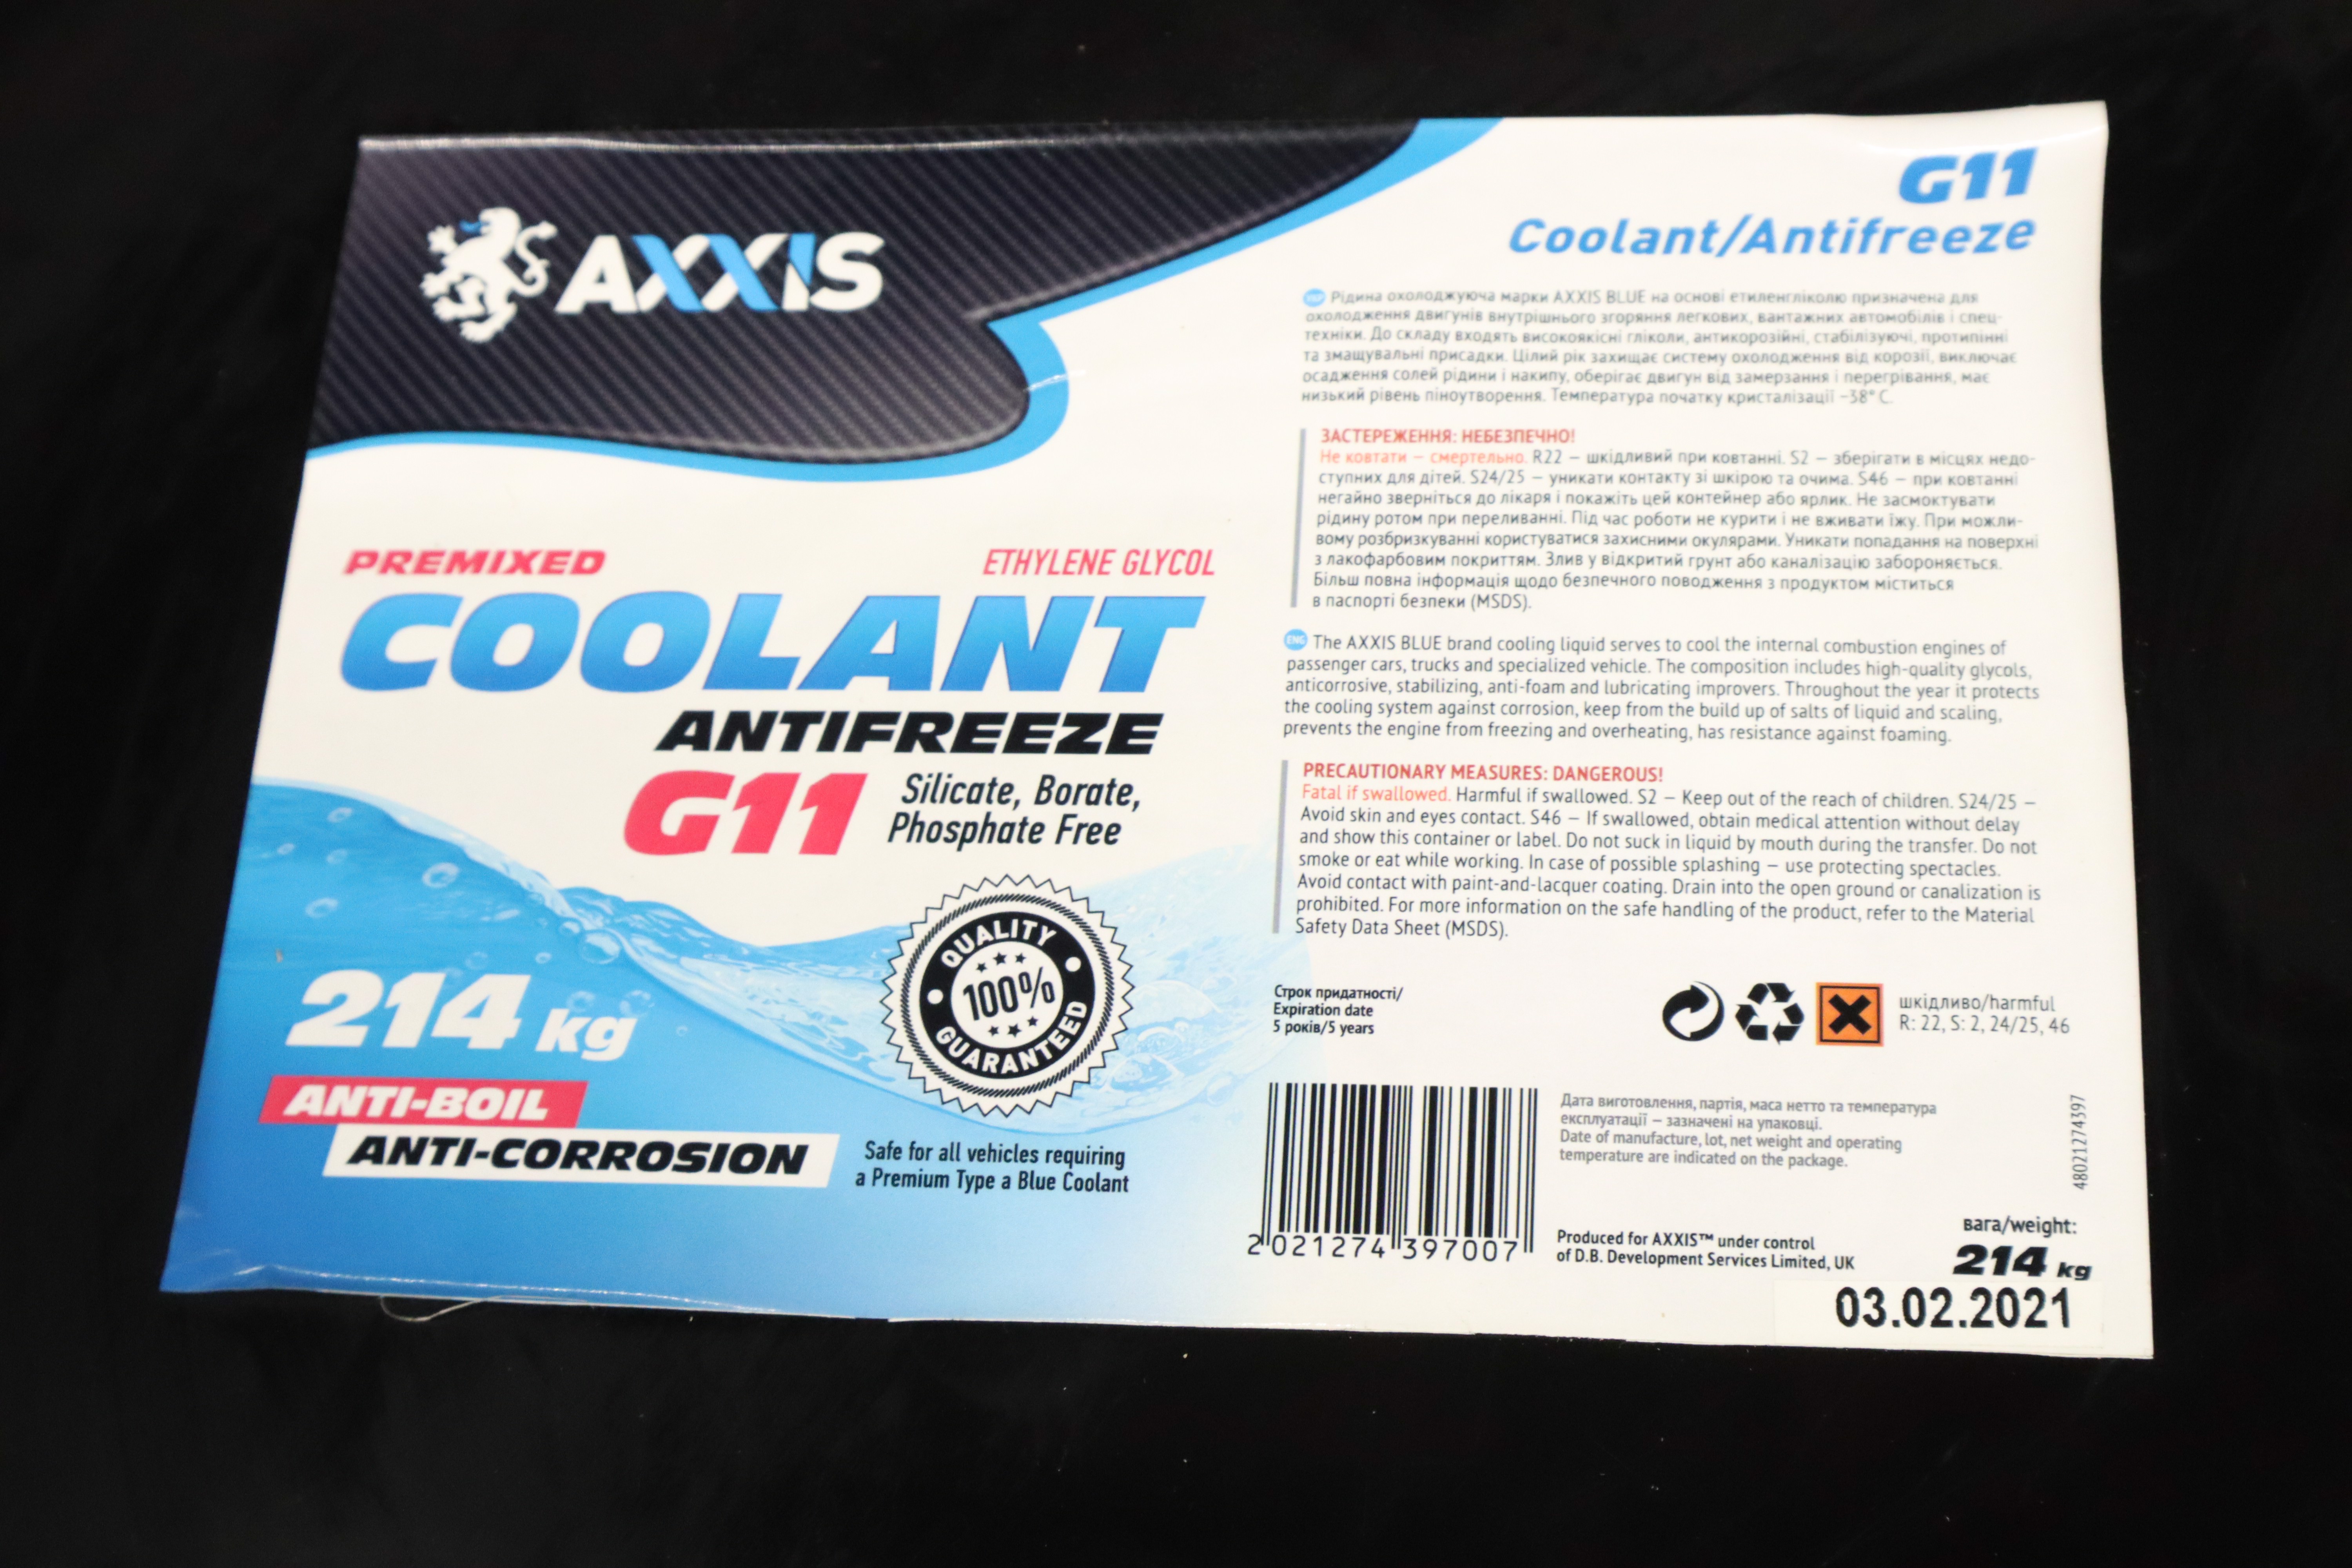 AXXIS
PREMIXED
ETHYLENE GLYCOL
COOLANT
ANTIFREEZE
G11
Silicate, Borate,
Phosphate Free
QUALITY
100%
GUARANTEED
214 kg
ANTI-BOIL
ANTI-CORROSION
Safe for all vehicles requiring
a Premium Type a Blue Coolant
G11
Coolant/Antifreeze
Рідина охолоджуюча марки AXXIS BLUE на основі етиленгліколю призначена для
охолодження двигунів внутрішнього згоряння легкових, вантажних автомобілів і спец-
техніки. До складу входять високоякісні гліколи, антикорозійні, стабілізуючі, протипінні
та змащувальні присадки. Цілий рік захищає систему охолодження від корозії, виключає
осадження солей рідини і накипу, оберігає двигун від замерзання і перегрівання, має
низький рівень піноутворення. Температура початку кристалізації –38° С.
ЗАСТЕРЕЖЕННЯ: НЕБЕЗПЕЧНО!
Не ковтати – смертельно. R22 – шкідливий при ковтанні. S2 – зберігати в місцях недо-
ступних для дітей. S24/25 – уникати контакту зі шкірою та очима. S46 – при ковтанні
негайно зверніться до лікаря і покажіть цей контейнер або ярлик. Не засмоктувати
рідину ротом при переливанні. Під час роботи не курити і не вживати їжу. При можли-
вому розбризкуванні користуватися захисними окулярами. Уникати попадання на поверхні
з лакофарбовим покриттям. Злив у відкритий грунт або каналізацію забороняється.
Більш повна інформація щодо безпечного поводження з продуктом міститься
в паспорті безпеки (MSDS).
ENG The AXXIS BLUE brand cooling liquid serves to cool the internal combustion engines of
passenger cars, trucks and specialized vehicle. The composition includes high-quality glycols,
anticorrosive, stabilizing, anti-foam and lubricating improvers. Throughout the year it protects
the cooling system against corrosion, keep from the build up of salts of liquid and scaling,
prevents the engine from freezing and overheating, has resistance against foaming.
PRECAUTIONARY MEASURES: DANGEROUS!
Fatal if swallowed. Harmful if swallowed. S2 – Keep out of the reach of children. S24/25 –
Avoid skin and eyes contact. S46 – If swallowed, obtain medical attention without delay
and show this container or label. Do not suck in liquid by mouth during the transfer. Do not
smoke or eat while working. In case of possible splashing – use protecting spectacles.
Avoid contact with paint-and-lacquer coating. Drain into the open ground or canalization is
prohibited. For more information on the safe handling of the product, refer to the Material
Safety Data Sheet (MSDS).
Строк придатності/
Expiration date
5 років/5 years
шкідливо/harmful
R: 22, S: 2, 24/25, 46
2 021274 397007
Дата виготовлення, партія, маса нетто та температура
експлуатації – зазначені на упаковці.
Date of manufacture, lot, net weight and operating
temperature are indicated on the package.
48021274397
Produced for AXXIS™ under control
of D.B. Development Services Limited, UK
вага/weight:
214 kg
03.02.2021